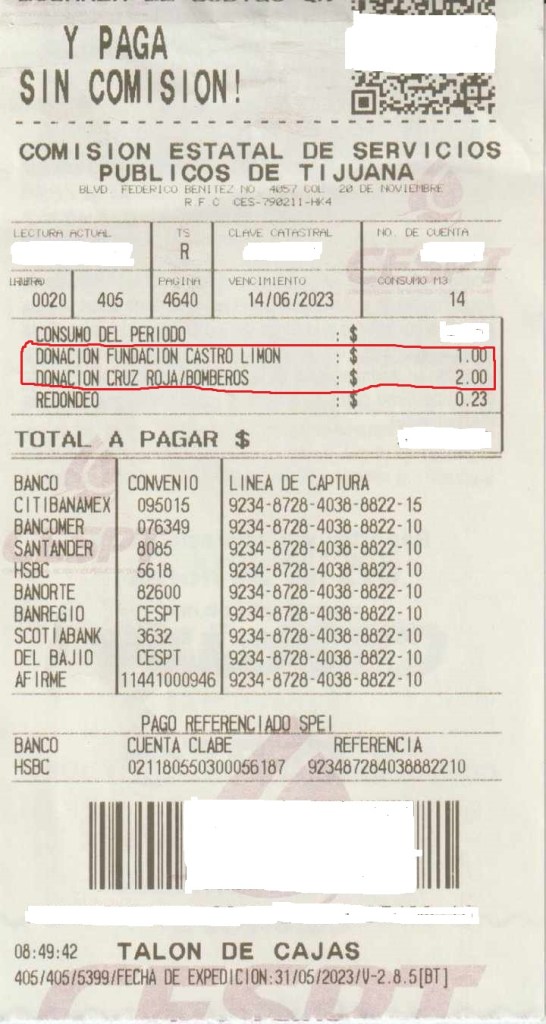 Y PAGA
SIN COMISION!
COMISION ESTATAL DE SERVICIOS
PUBLICOS DE TIJUANA
BLVD. FEDERICO BENITEZ NO. 4057 COL. 20 DE NOVIEMBRE
R.F.C. CES-790211-HK4
LECTURA ACTUAL TS CLAVE CATASTRAL NO. DE CUENTA
R
PAGINA VENCIMIENTO CONSUMO M3
0020 405 4640 14/06/2023 14
CONSUMO DEL PERIODO : $
DONACION FUNDACION CASTRO LIMON : $ 1.00
DONACION CRUZ ROJA/BOMBEROS : $ 2.00
REDONDEO : $ 0.23
TOTAL A PAGAR $
BANCO CONVENIO LINEA DE CAPTURA
CITIBANAMEX 095015 9234-8728-4038-8822-15
BANCOMER 076349 9234-8728-4038-8822-10
SANTANDER 8085 9234-8728-4038-8822-10
HSBC 5618 9234-8728-4038-8822-10
BANORTE 82600 9234-8728-4038-8822-10
BANREGIO CESPT 9234-8728-4038-8822-10
SCOTIABANK 3632 9234-8728-4038-8822-10
DEL BAJIO CESPT 9234-8728-4038-8822-10
AFIRME 11441000946 9234-8728-4038-8822-10
PAGO REFERENCIADO SPEI
BANCO CUENTA CLABE REFERENCIA
HSBC 021180550300056187 92348728403882210
08:49:42 TALON DE CAJAS
405/405/5399/FECHA DE EXPEDICION:31/05/2023/V-2.8.5[BT]
CESPT